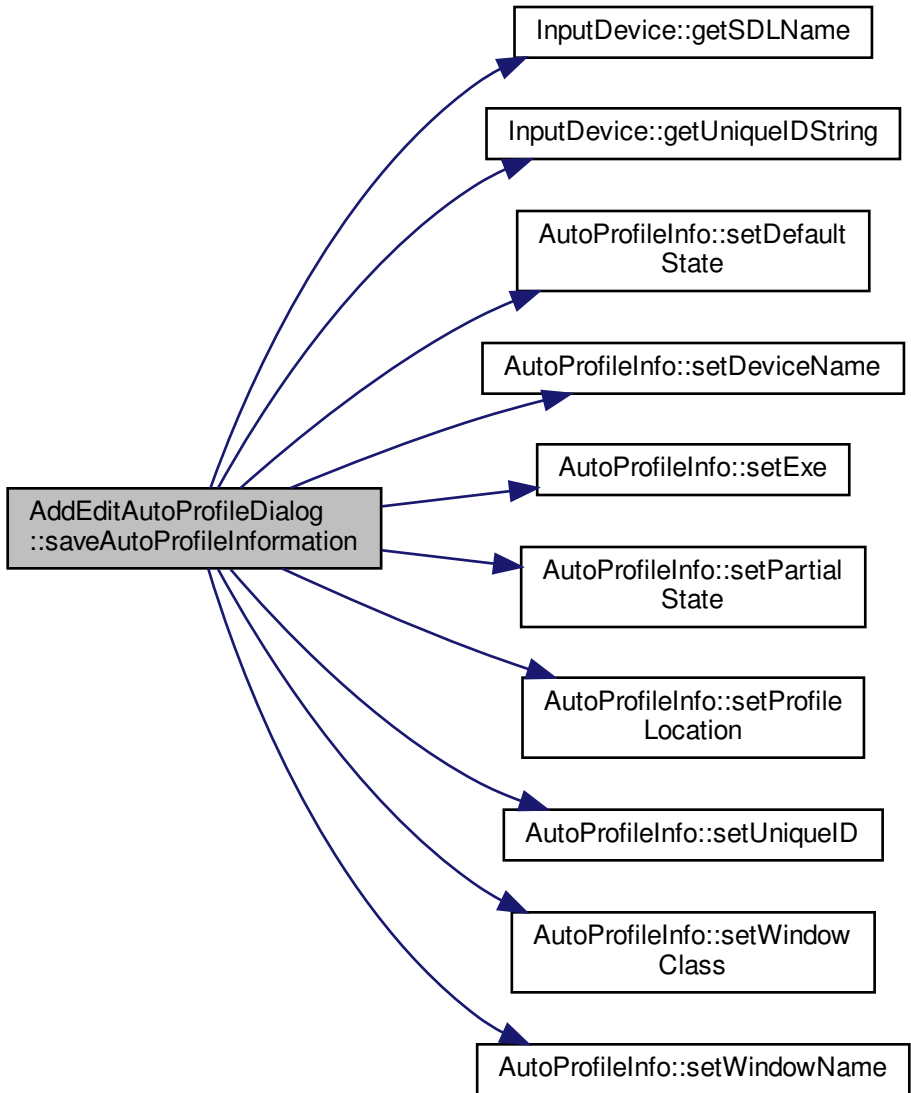 InputDevice::getSDLName
InputDevice::getUniqueIDString
AutoProfileInfo::setDefault
State
AutoProfileInfo::setDeviceName
AutoProfileInfo::setExe
AddEditAutoProfileDialog
::saveAutoProfileInformation
AutoProfileInfo::setPartial
State
AutoProfileInfo::setProfile
Location
AutoProfileInfo::setUniqueID
AutoProfileInfo::setWindow
Class
AutoProfileInfo::setWindowName